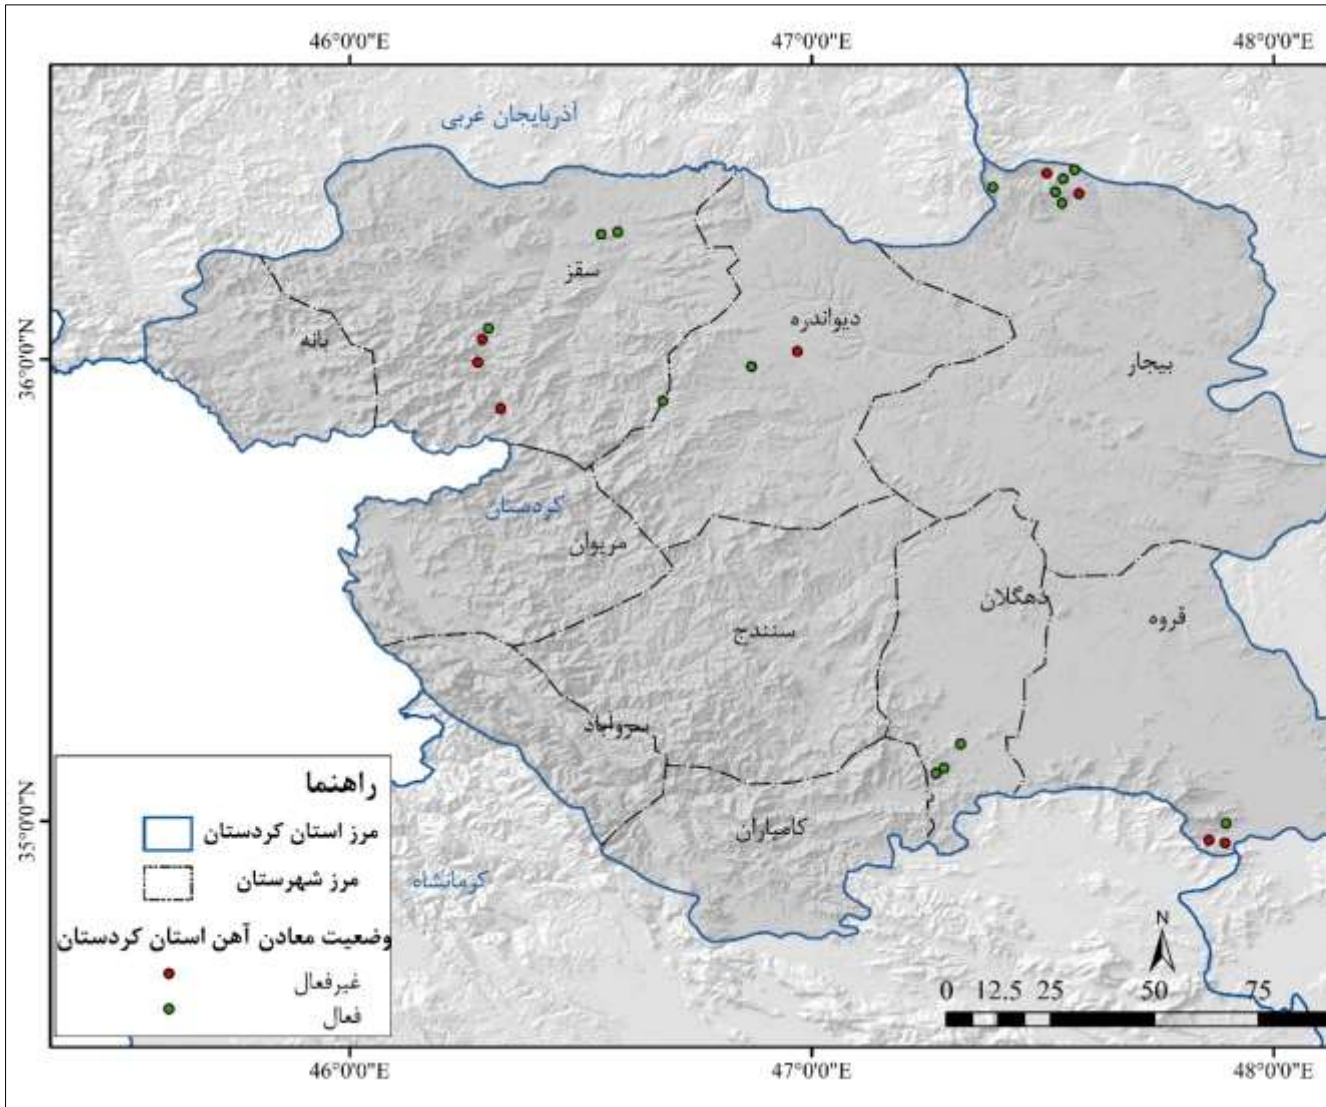 46°0'0"E
47°0'0"E
48°0'0"E
آذربایجان غربی
سقز
دیواندره
بانه
36°0'0"N
36°0'0"N
بیجار
کردستان
مریوان
دهگلان
سنندج
قروه
سروآباد
کامیاران
35°0'0"N
کرمانشاه
راهنما
مرز استان کردستان
مرز شهرستان
وضعیت معادن آهن استان کردستان
غیرفعال
فعال
N
0 12.5 25 50 75
46°0'0"E
47°0'0"E
48°0'0"E